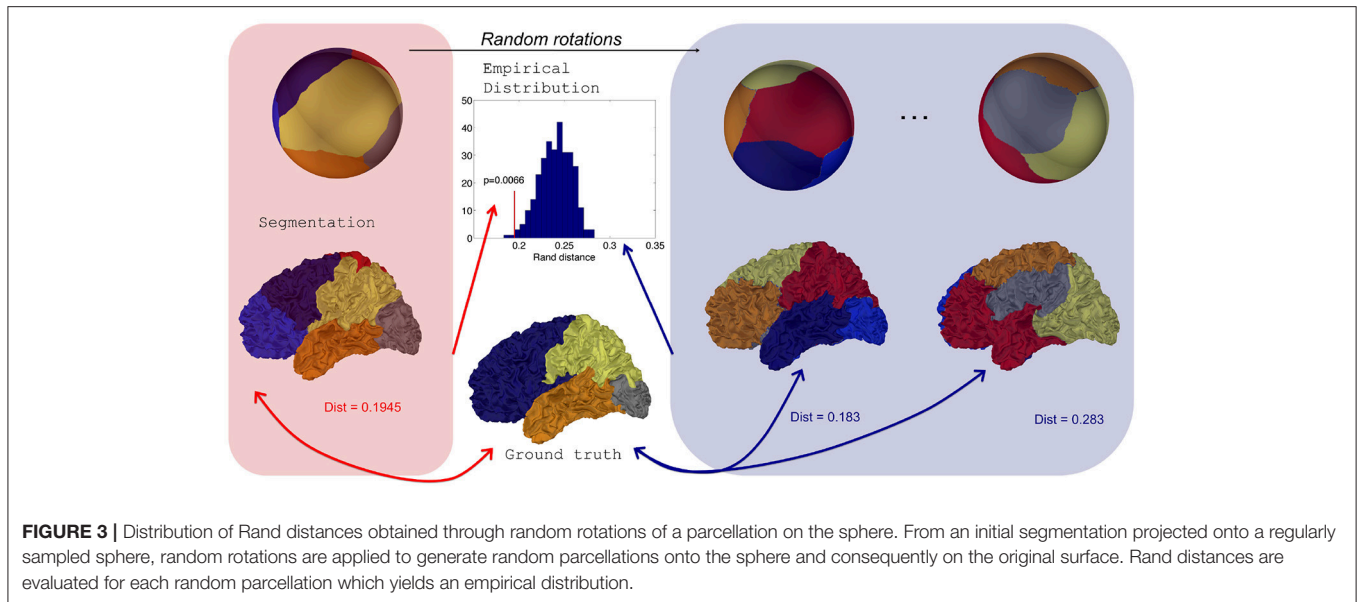 Random rotations
Empirical
Distribution
50
40
30
20
10
0
p=0.0066
0.2
0.25
0.3
0.35
Rand distance
...
Segmentation
Dist = 0.1945
Ground truth
Dist = 0.183
Dist = 0.283
FIGURE 3 | Distribution of Rand distances obtained through random rotations of a parcellation on the sphere. From an initial segmentation projected onto a regularly
sampled sphere, random rotations are applied to generate random parcellations onto the sphere and consequently on the original surface. Rand distances are
evaluated for each random parcellation which yields an empirical distribution.